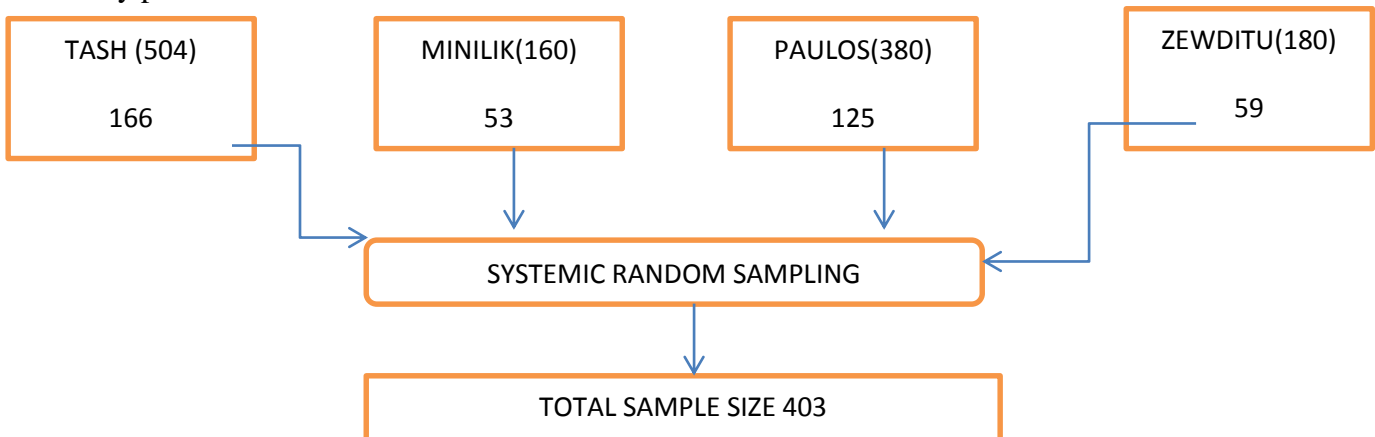 TASH (504)
166
MINILIK(160)
53
PAULOS(380)
125
ZEWDITU(180)
59
SYSTEMIC RANDOM SAMPLING
TOTAL SAMPLE SIZE 403